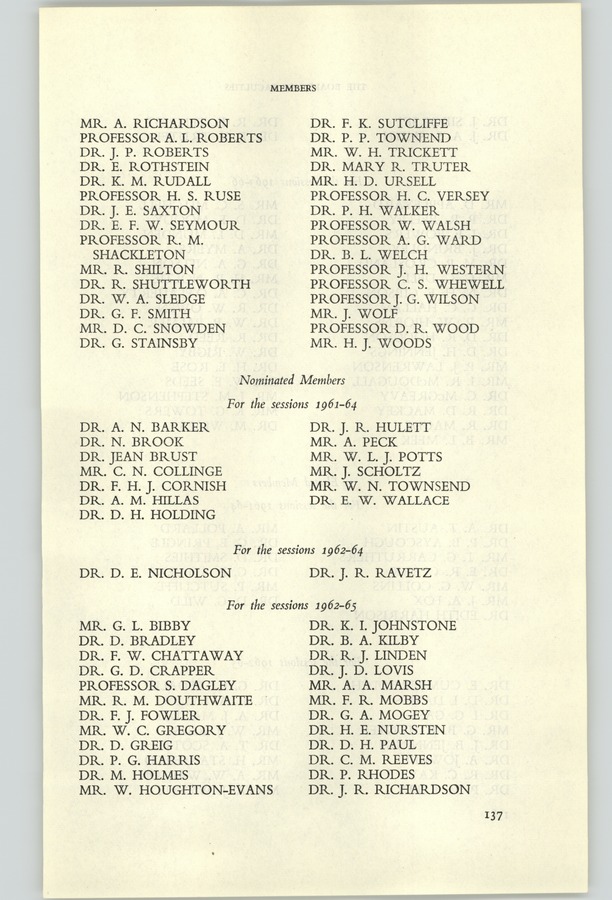 MEMBERS
MR. A. RICHARDSON
PROFESSOR A. L. ROBERTS
DR. J. P. ROBERTS
DR. E. ROTHSTEIN
DR. K. M. RUDALL
PROFESSOR H. S. RUSE
DR. J. E. SAXTON
DR. E. F. W. SEYMOUR
PROFESSOR R. M.
SHACKLETON
MR. R. SHILTON
DR. R. SHUTTLEWORTH
DR. W. A. SLEDGE
DR. G. F. SMITH
MR. D. C. SNOWDEN
DR. G. STAINSBY
DR. F. K. SUTCLIFFE
DR. P. P. TOWNEND
MR. W. H. TRICKETT
DR. MARY R. TRUTER
MR. H. D. URSELL
PROFESSOR H. C. VERSEY
DR. P. H. WALKER
PROFESSOR W. WALSH
PROFESSOR A. G. WARD
DR. B. L. WELCH
PROFESSOR J. H. WESTERN
PROFESSOR C. S. WHEWELL
PROFESSOR J. G. WILSON
MR. J. WOLF
PROFESSOR D. R. WOOD
MR. H. J. WOODS
Nominated Members
For the sessions 1961-64
DR. A. N. BARKER
DR. N. BROOK
DR. JEAN BRUST
MR. C. N. COLLINGE
DR. F. H. J. CORNISH
DR. A. M. HILLAS
DR. D. H. HOLDING
DR. J. R. HULETT
MR. A. PECK
MR. W. L. J. POTTS
MR. J. SCHOLTZ
MR. W. N. TOWNSEND
DR. E. W. WALLACE
For the sessions 1962-64
DR. D. E. NICHOLSON
DR. J. R. RAVETZ
For the sessions 1962-65
MR. G. L. BIBBY
DR. D. BRADLEY
DR. F. W. CHATTAWAY
DR. G. D. CRAPPER
PROFESSOR S. DAGLEY
MR. R. M. DOUTHWAITE
DR. F. J. FOWLER
MR. W. C. GREGORY
DR. D. GREIG
DR. P. G. HARRIS
DR. M. HOLMES
MR. W. HOUGHTON-EVANS
DR. K. I. JOHNSTONE
DR. B. A. KILBY
DR. R. J. LINDEN
DR. J. D. LOVIS
MR. A. A. MARSH
MR. F. R. MOBBS
DR. G. A. MOGEY
DR. H. E. NURSTEN
DR. D. H. PAUL
DR. C. M. REEVES
DR. P. RHODES
DR. J. R. RICHARDSON
137